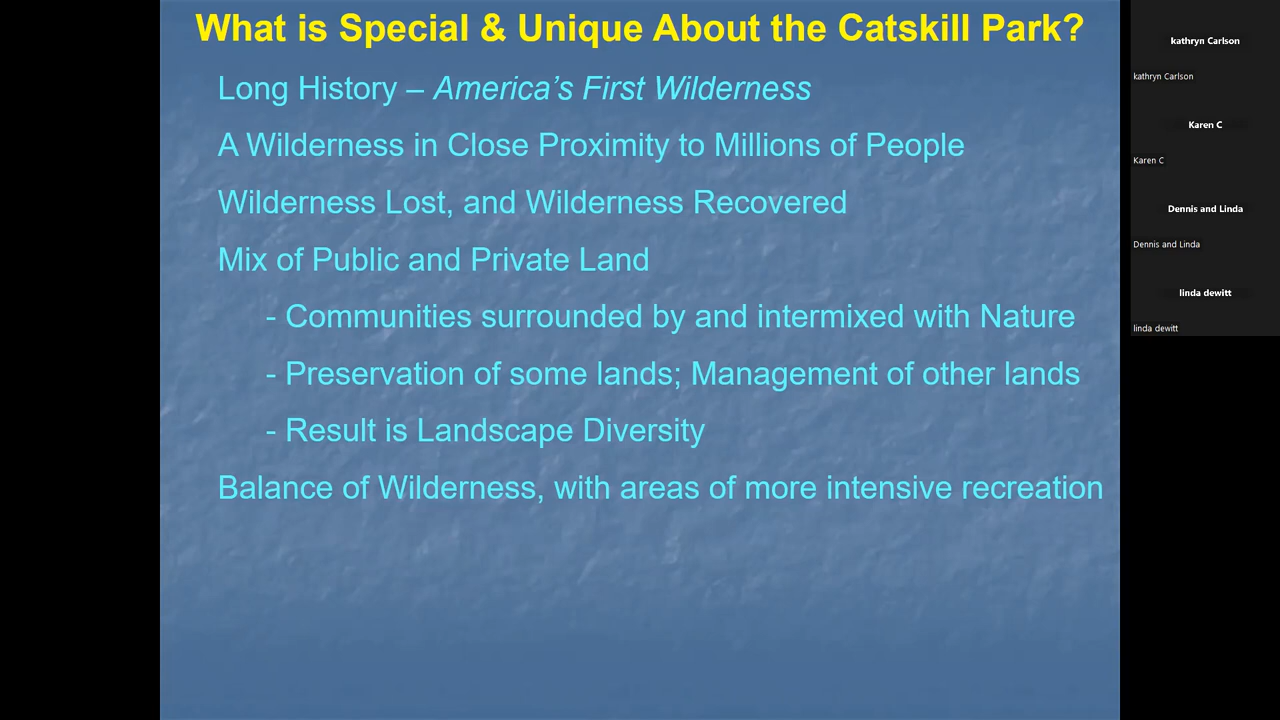 What is Special & Unique About the Catskill Park?
Long History – America’s First Wilderness
A Wilderness in Close Proximity to Millions of People
Wilderness Lost, and Wilderness Recovered
Mix of Public and Private Land
- Communities surrounded by and intermixed with Nature
- Preservation of some lands; Management of other lands
- Result is Landscape Diversity
Balance of Wilderness, with areas of more intensive recreation
kathryn Carlson
kathryn Carlson
Karen C
Karen C
Dennis and Linda
Dennis and Linda
linda dewitt
linda dewitt